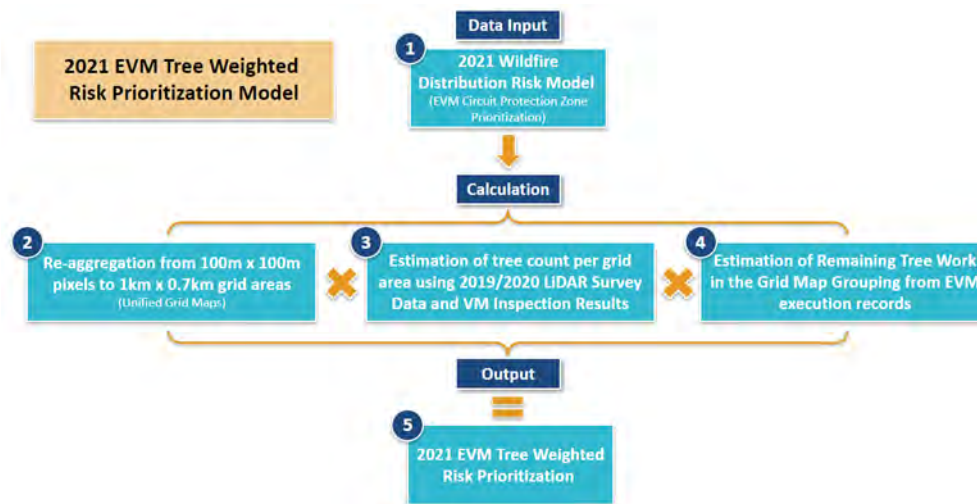 2021 EVM Tree Weighted
Risk Prioritization Model
Data Input
1
2021 Wildfire
Distribution Risk Model
(EVM Circuit Protection Zone
Prioritization)
Calculation
2
Re-aggregation from 100m x 100m
pixels to 1km x 0.7km grid areas
(Unified Grid Maps)
3
Estimation of tree count per grid
area using 2019/2020 LiDAR Survey
Data and VM Inspection Results
4
Estimation of Remaining Tree Work
in the Grid Map Grouping from EVM
execution records
Output
5
2021 EVM Tree Weighted
Risk Prioritization